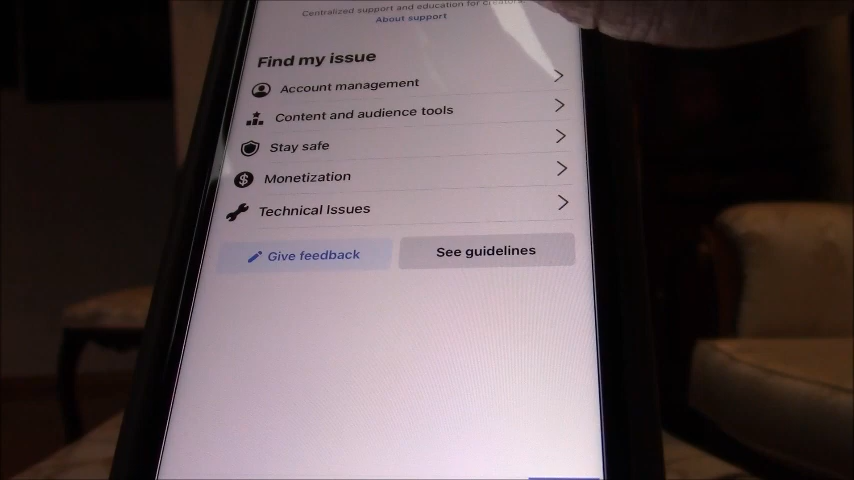 Centralized support and education for creators.
About support
Find my issue
Account management
Content and audience tools
Stay safe
Monetization
Technical Issues
Give feedback
See guidelines